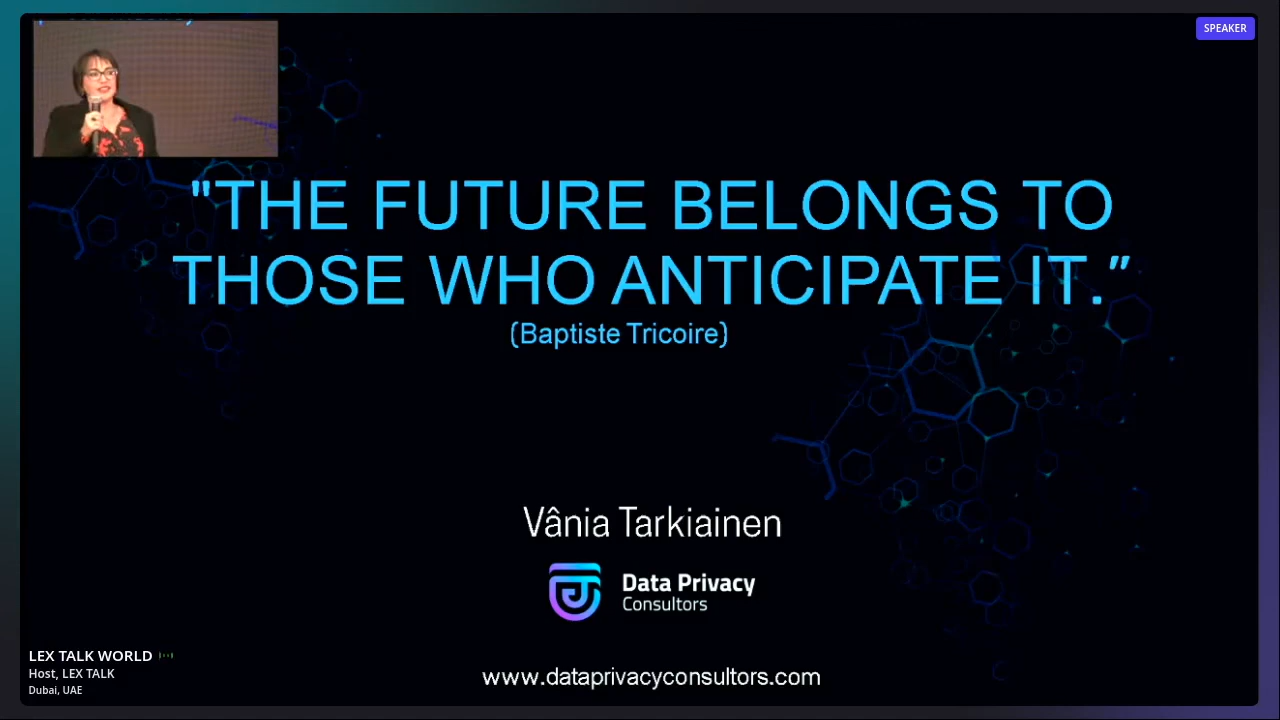 SPEAKER
"THE FUTURE BELONGS TO
THOSE WHO ANTICIPATE IT.”
(Baptiste Tricoire)
Vânia Tarkiainen
Data Privacy
Consultors
www.dataprivacyconsultors.com
LEX TALK WORLD
Host, LEX TALK
Dubai, UAE